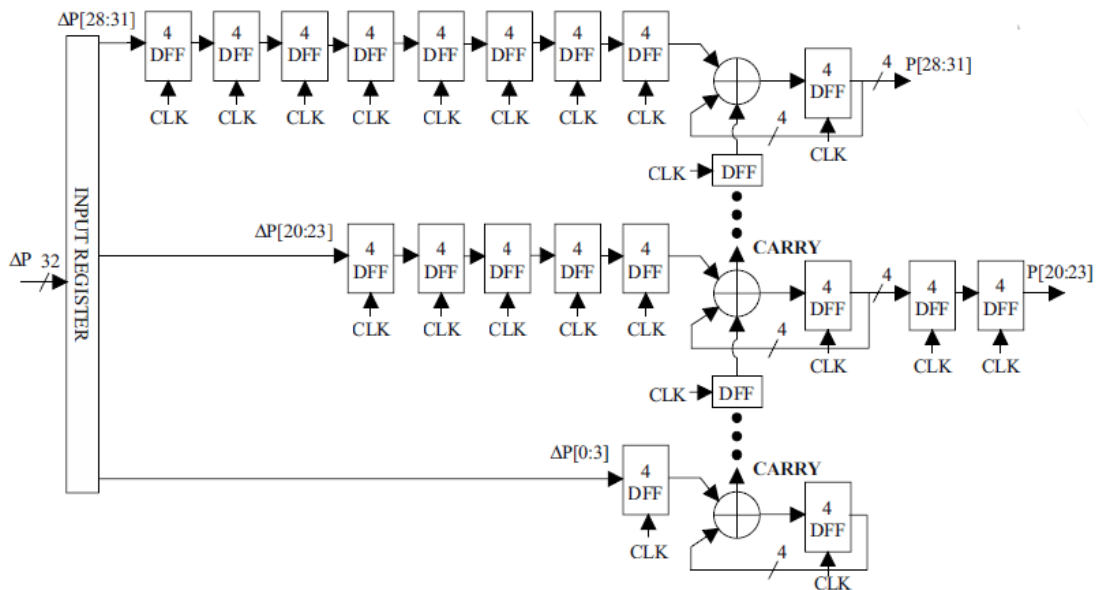 ΔP[28:31]
4 DFF 4 DFF 4 DFF 4 DFF 4 DFF 4 DFF 4 DFF 4 DFF
CLK CLK CLK CLK CLK CLK CLK CLK
4 DFF
4
P[28:31]
4
CLK
CLK
DFF
INPUT REGISTER
ΔP 32
ΔP[20:23]
4 DFF 4 DFF 4 DFF 4 DFF 4 DFF
CLK CLK CLK CLK CLK
CARRY
4 DFF
4
4 DFF 4 DFF
P[20:23]
4
CLK CLK CLK
CLK
DFF
ΔP[0:3]
4 DFF
CLK
CARRY
4 DFF
4
CLK